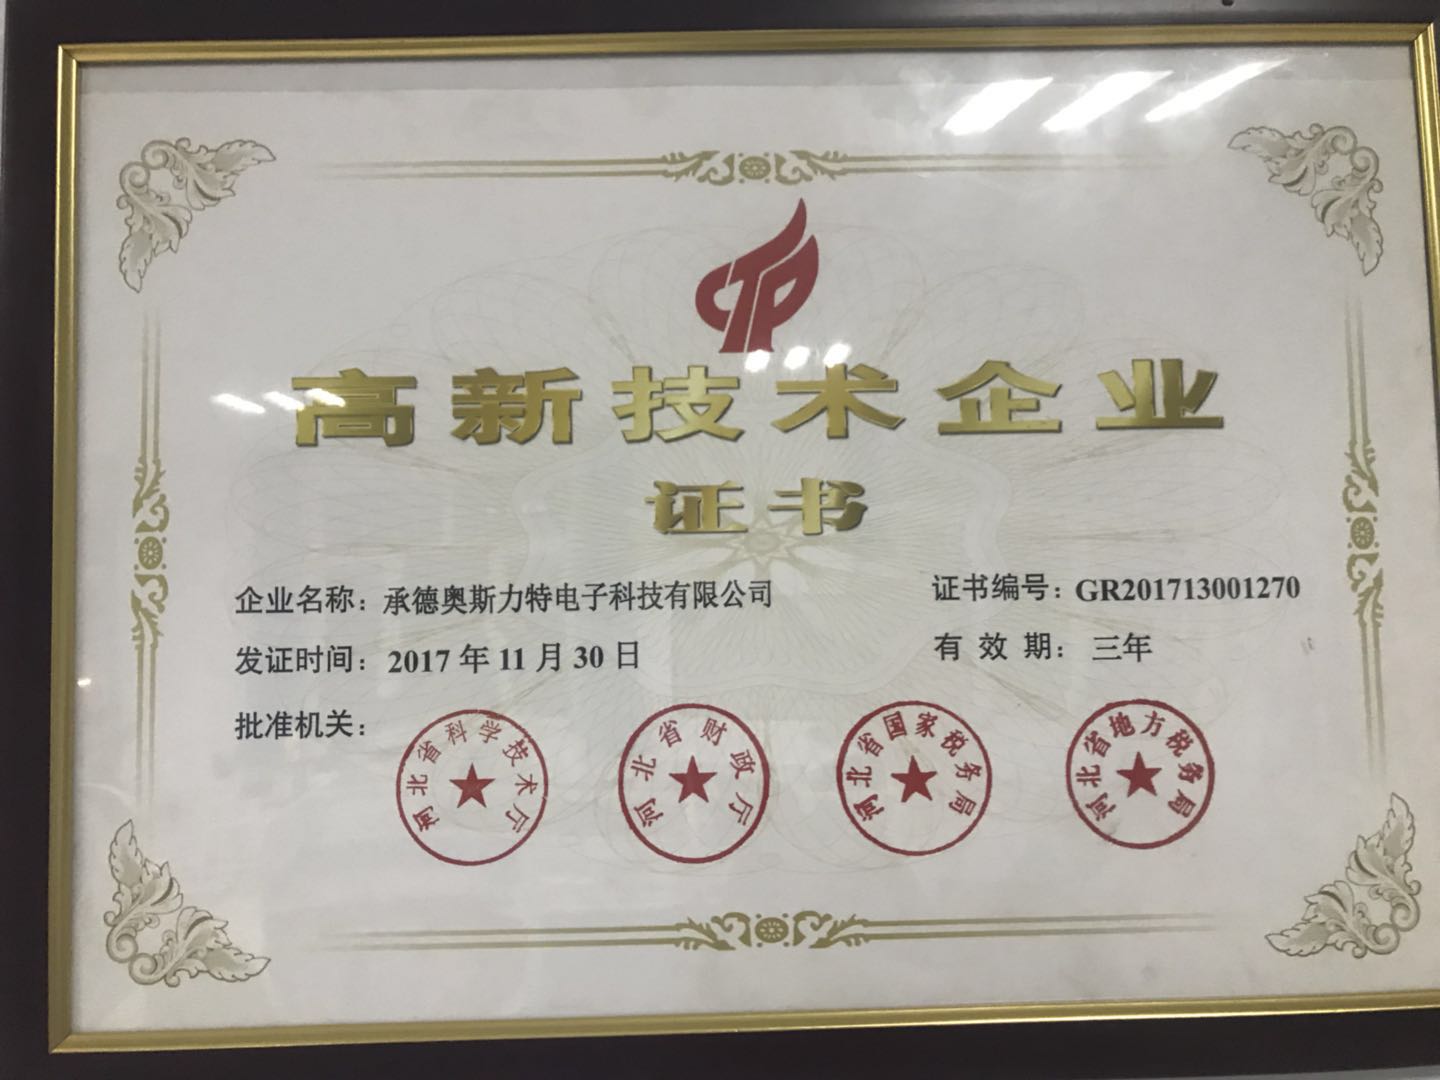 CTP
高新技术企业
证书
企业名称：承德奥斯力特电子科技有限公司
证书编号：GR201713001270
发证时间：2017年11月30日
有效期：三年
批准机关：
河北省科学技术厅
河北省财政厅
河北省国家税务局
河北省地方税务局